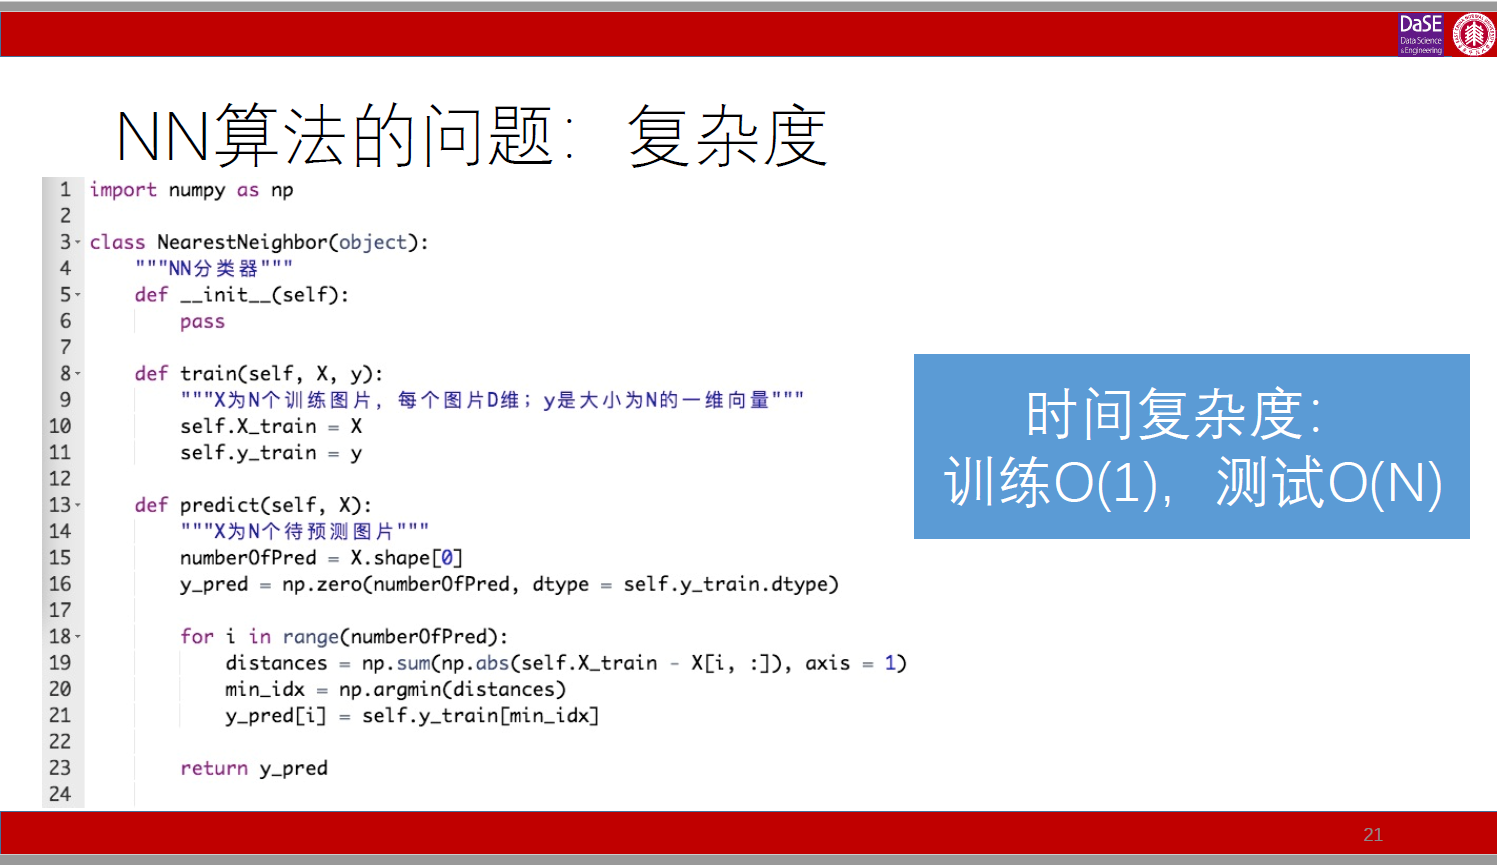 DaSE
Data Science
& Engineering
NN算法的问题：复杂度
1 import numpy as np
2
3 class NearestNeighbor(object):
4     """NN分类器"""
5     def __init__(self):
6         pass
7
8     def train(self, X, y):
9         """X为N个训练图片，每个图片D维；y是大小为N的一维向量"""
10         self.X_train = X
11         self.y_train = y
12
13     def predict(self, X):
14         """X为N个待预测图片"""
15         numberOfPred = X.shape[0]
16         y_pred = np.zero(numberOfPred, dtype = self.y_train.dtype)
17
18         for i in range(numberOfPred):
19             distances = np.sum(np.abs(self.X_train - X[i, :]), axis = 1)
20             min_idx = np.argmin(distances)
21             y_pred[i] = self.y_train[min_idx]
22
23         return y_pred
24
时间复杂度：
训练O(1)，测试O(N)
21